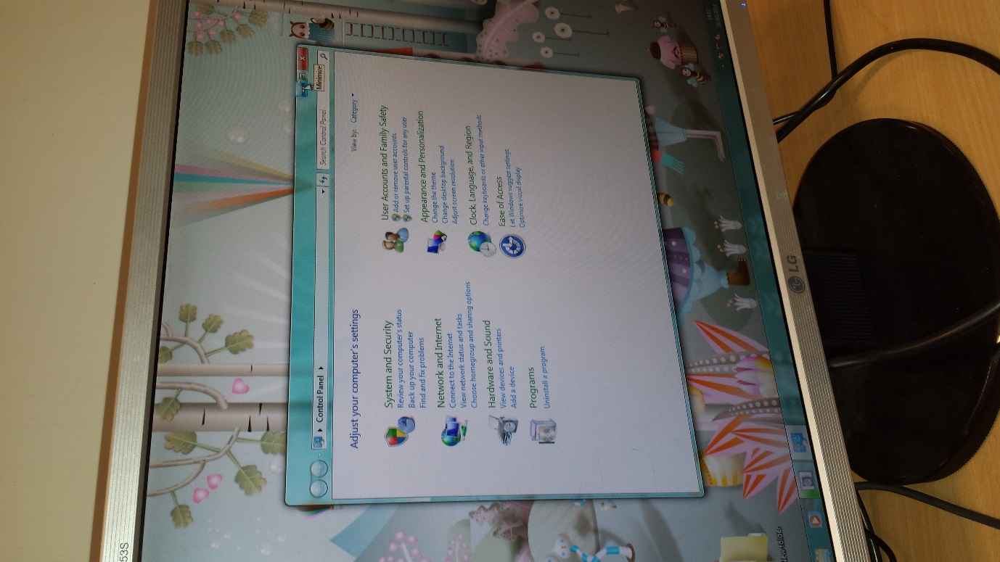 Minimize
Control Panel
Search Control Panel
Adjust your computer's settings
View by: Category
System and Security
Review your computer's status
Back up your computer
Find and fix problems
Network and Internet
Connect to the Internet
View network status and tasks
Choose homegroup and sharing options
Hardware and Sound
View devices and printers
Add a device
Programs
Uninstall a program
User Accounts and Family Safety
Add or remove user accounts
Set up parental controls for any user
Appearance and Personalization
Change the theme
Change desktop background
Adjust screen resolution
Clock, Language, and Region
Change keyboards or other input methods
Ease of Access
Let Windows suggest settings
Optimize visual display
New folder
LG
53S